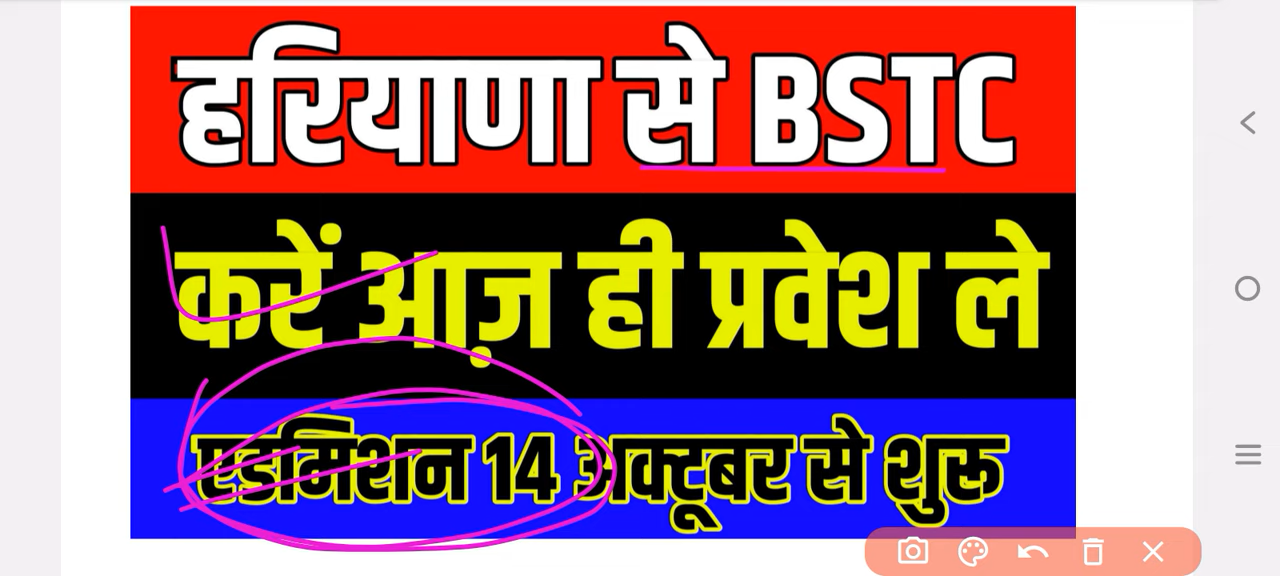 हरियाणा से BSTC
करें आज़ ही प्रवेश ले
एडमिशन 14 अक्टूबर से शुरू